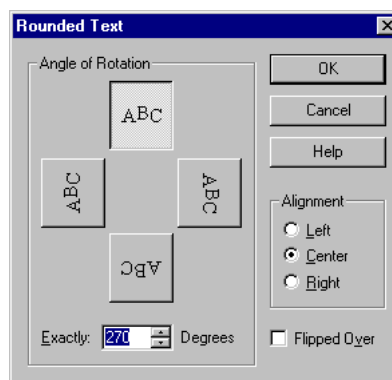 Rounded Text
Angle of Rotation
ABC
ABC
ABC
ABC
Exactly: 270 Degrees
OK
Cancel
Help
Alignment
Left
Center
Right
Flipped Over